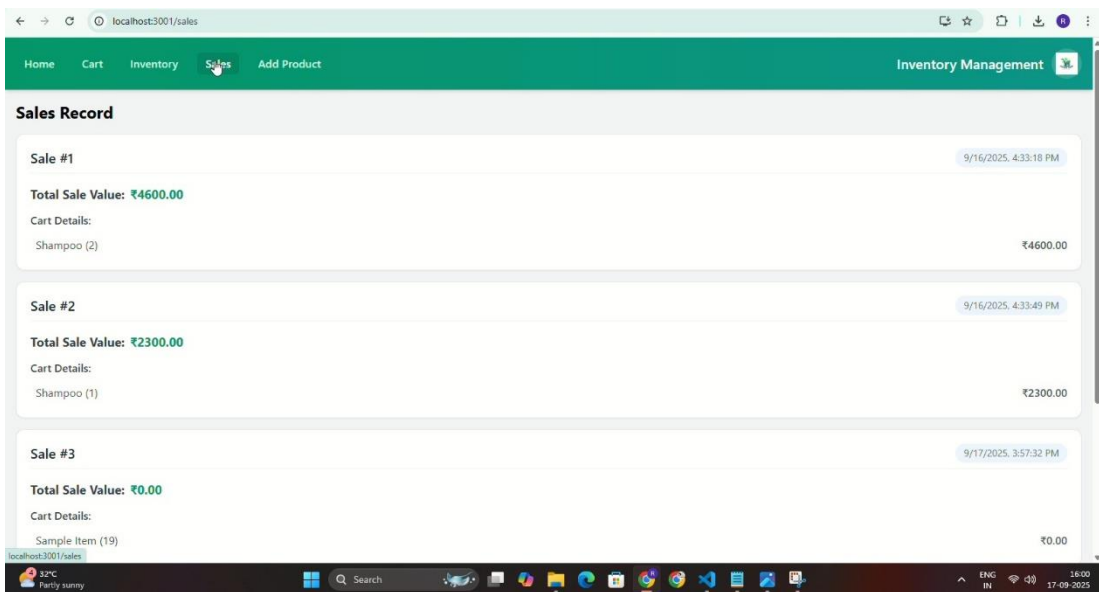 localhost:3001/sales
R
Home Cart Inventory Sales Add Product Inventory Management
Sales Record
Sale #1 9/16/2025, 4:33:18 PM
Total Sale Value: ₹4600.00
Cart Details:
Shampoo (2) ₹4600.00
Sale #2 9/16/2025, 4:33:49 PM
Total Sale Value: ₹2300.00
Cart Details:
Shampoo (1) ₹2300.00
Sale #3 9/17/2025, 3:57:32 PM
Total Sale Value: ₹0.00
Cart Details:
Sample Item (19) ₹0.00
localhost:3001/sales
4 32°C Search ENG 16:00
Partly sunny IN 17-09-2025